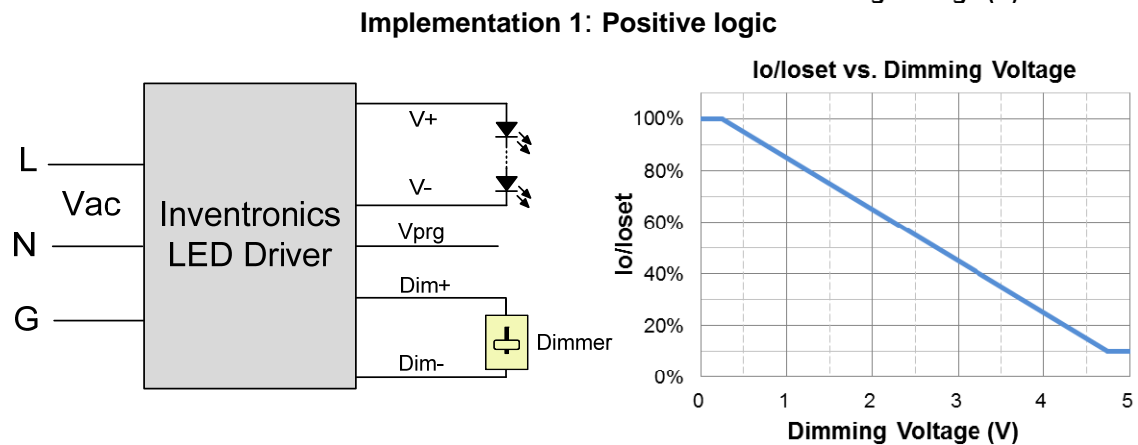 Implementation 1: Positive logic
L
Vac
N
G
Inventronics
LED Driver
V+
V-
Vprg
Dim+
Dim-
Dimmer
Io/Ioset vs. Dimming Voltage
Io/Ioset
100%
80%
60%
40%
20%
0%
0 1 2 3 4 5
Dimming Voltage (V)